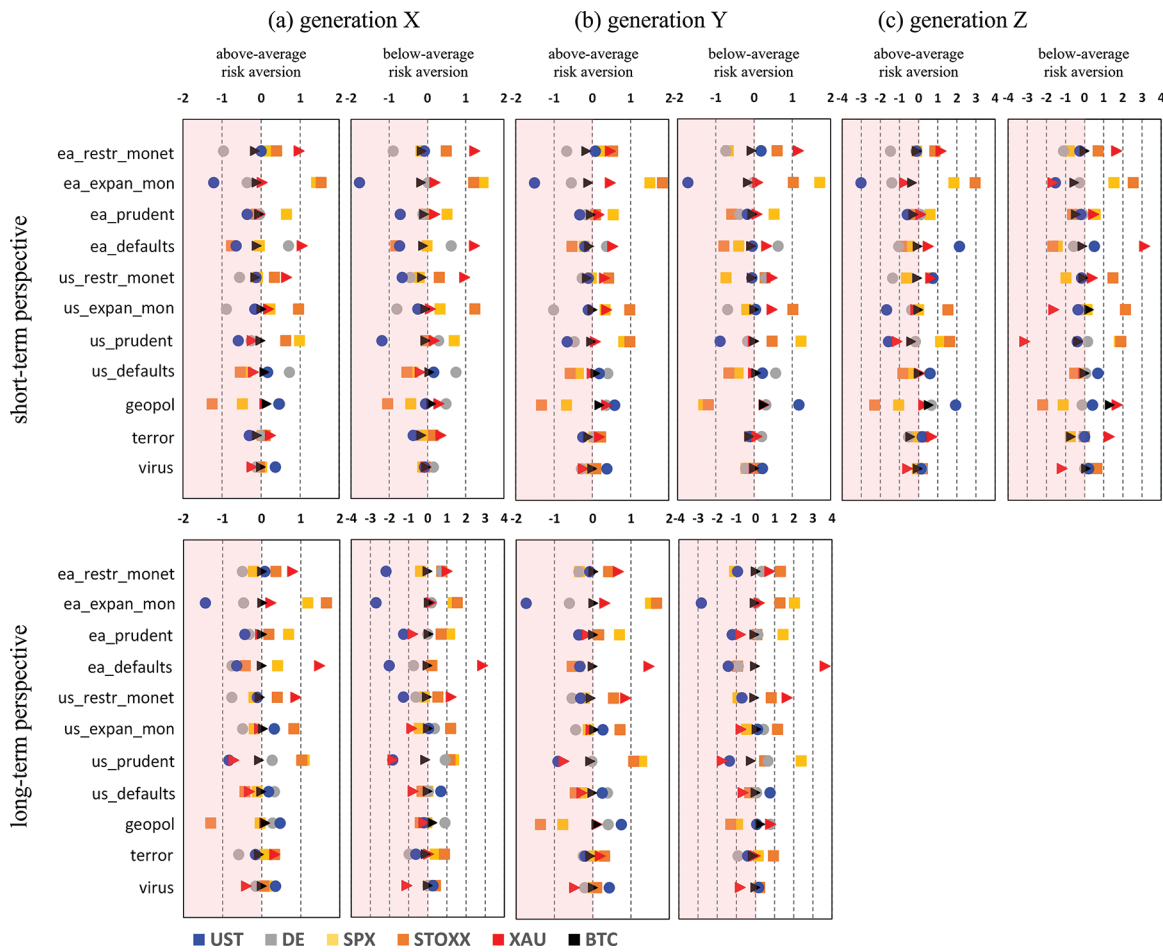 (a) generation X (b) generation Y (c) generation Z
above-average risk aversion below-average risk aversion above-average risk aversion below-average risk aversion above-average risk aversion below-average risk aversion
-2 -1 0 1 2 -4 -3 -2 -1 0 1 2 3 4 -2 -1 0 1 2 -2 -1 0 1 2 -4 -3 -2 -1 0 1 2 3 4 -4 -3 -2 -1 0 1 2 3 4
short-term perspective
ea_restr_monet
ea_expan_mon
ea_prudent
ea_defaults
us_restr_monet
us_expan_mon
us_prudent
us_defaults
geopol
terror
virus
-2 -1 0 1 2 -4 -3 -2 -1 0 1 2 3 4 -2 -1 0 1 2 -4 -3 -2 -1 0 1 2 3 4
long-term perspective
ea_restr_monet
ea_expan_mon
ea_prudent
ea_defaults
us_restr_monet
us_expan_mon
us_prudent
us_defaults
geopol
terror
virus
UST DE SPX STOXX XAU BTC